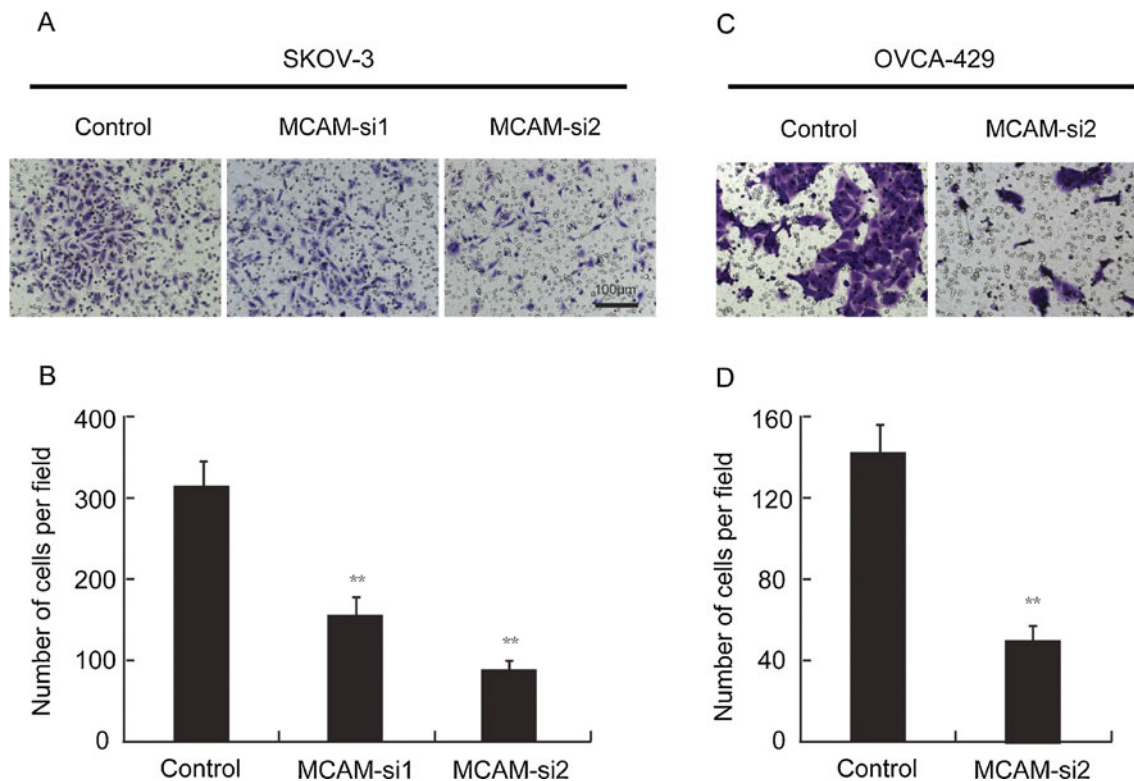 A
SKOV-3
Control MCAM-si1 MCAM-si2
100μm
C
OVCA-429
Control MCAM-si2
B
Number of cells per field
400
300
200
100
0
**
**
Control MCAM-si1 MCAM-si2
D
Number of cells per field
160
120
80
40
0
**
Control MCAM-si2